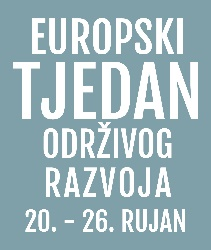 EUROPSKI
TJEDAN
ODRŽIVOG
RAZVOJA
20. - 26. RUJAN